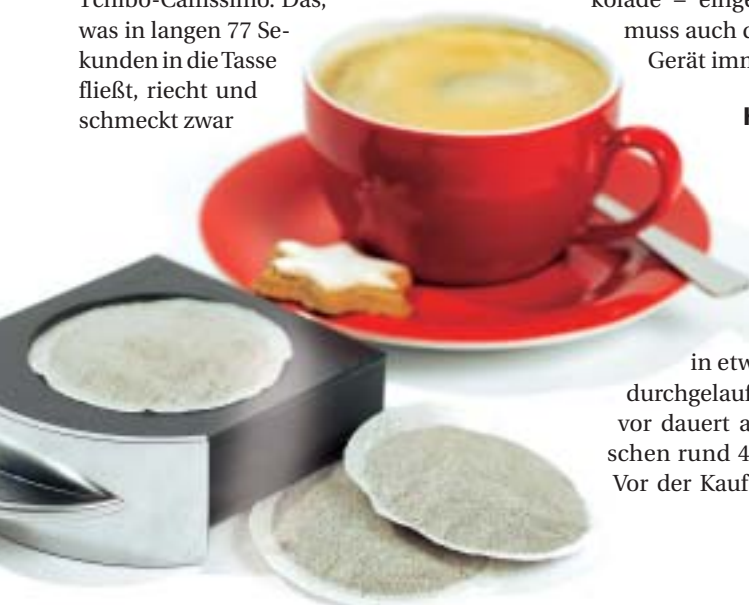 Tchibo-Cafissimo. Das,
was in langen 77 Se-
kunden in die Tasse
fließt, riecht und
schmeckt zwar
kolade – einge
muss auch d
Gerät imm
in etw
durchgelauf
vor dauert a
schen rund 4
Vor der Kauf